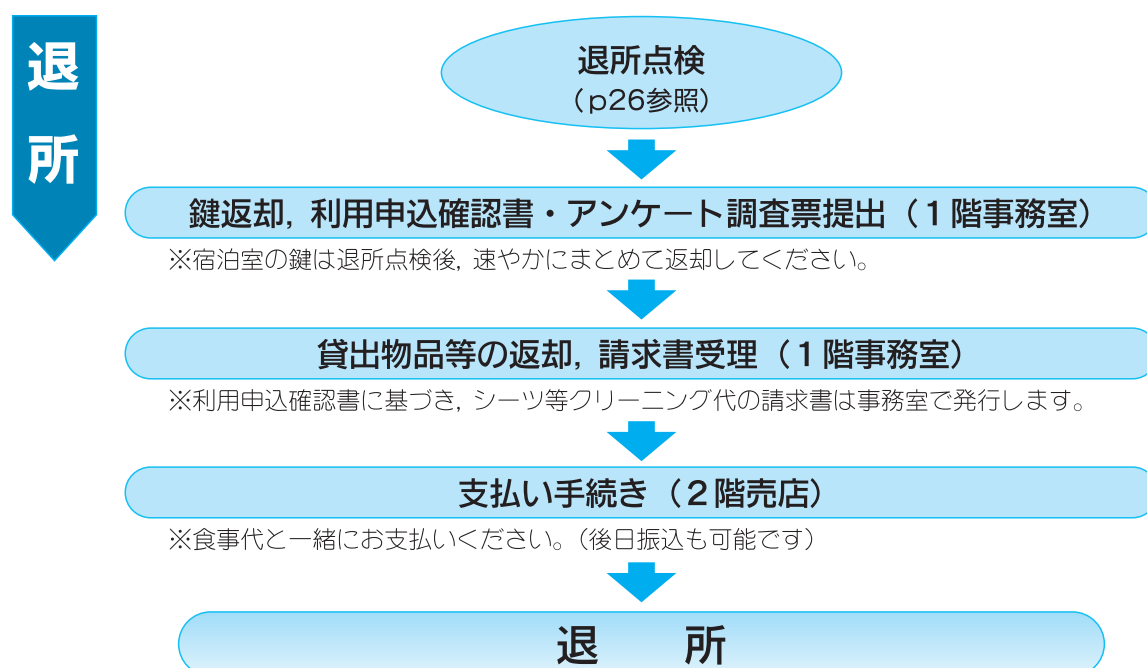 退所
退所点検
（p26参照）
鍵返却, 利用申込確認書・アンケート調査票提出（１階事務室）
※宿泊室の鍵は退所点検後, 速やかにまとめて返却してください。
貸出物品等の返却, 請求書受理（１階事務室）
※利用申込確認書に基づき, シーツ等クリーニング代の請求書は事務室で発行します。
支払い手続き（２階売店）
※食事代と一緒にお支払いください。（後日振込も可能です）
退　所